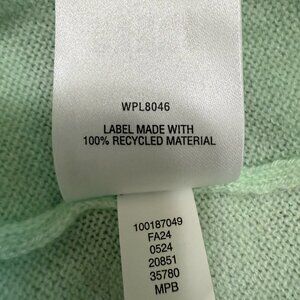 WPL8046
LABEL MADE WITH
100% RECYCLED MATERIAL
100187049
FA24
0524
20851
35780
MPB